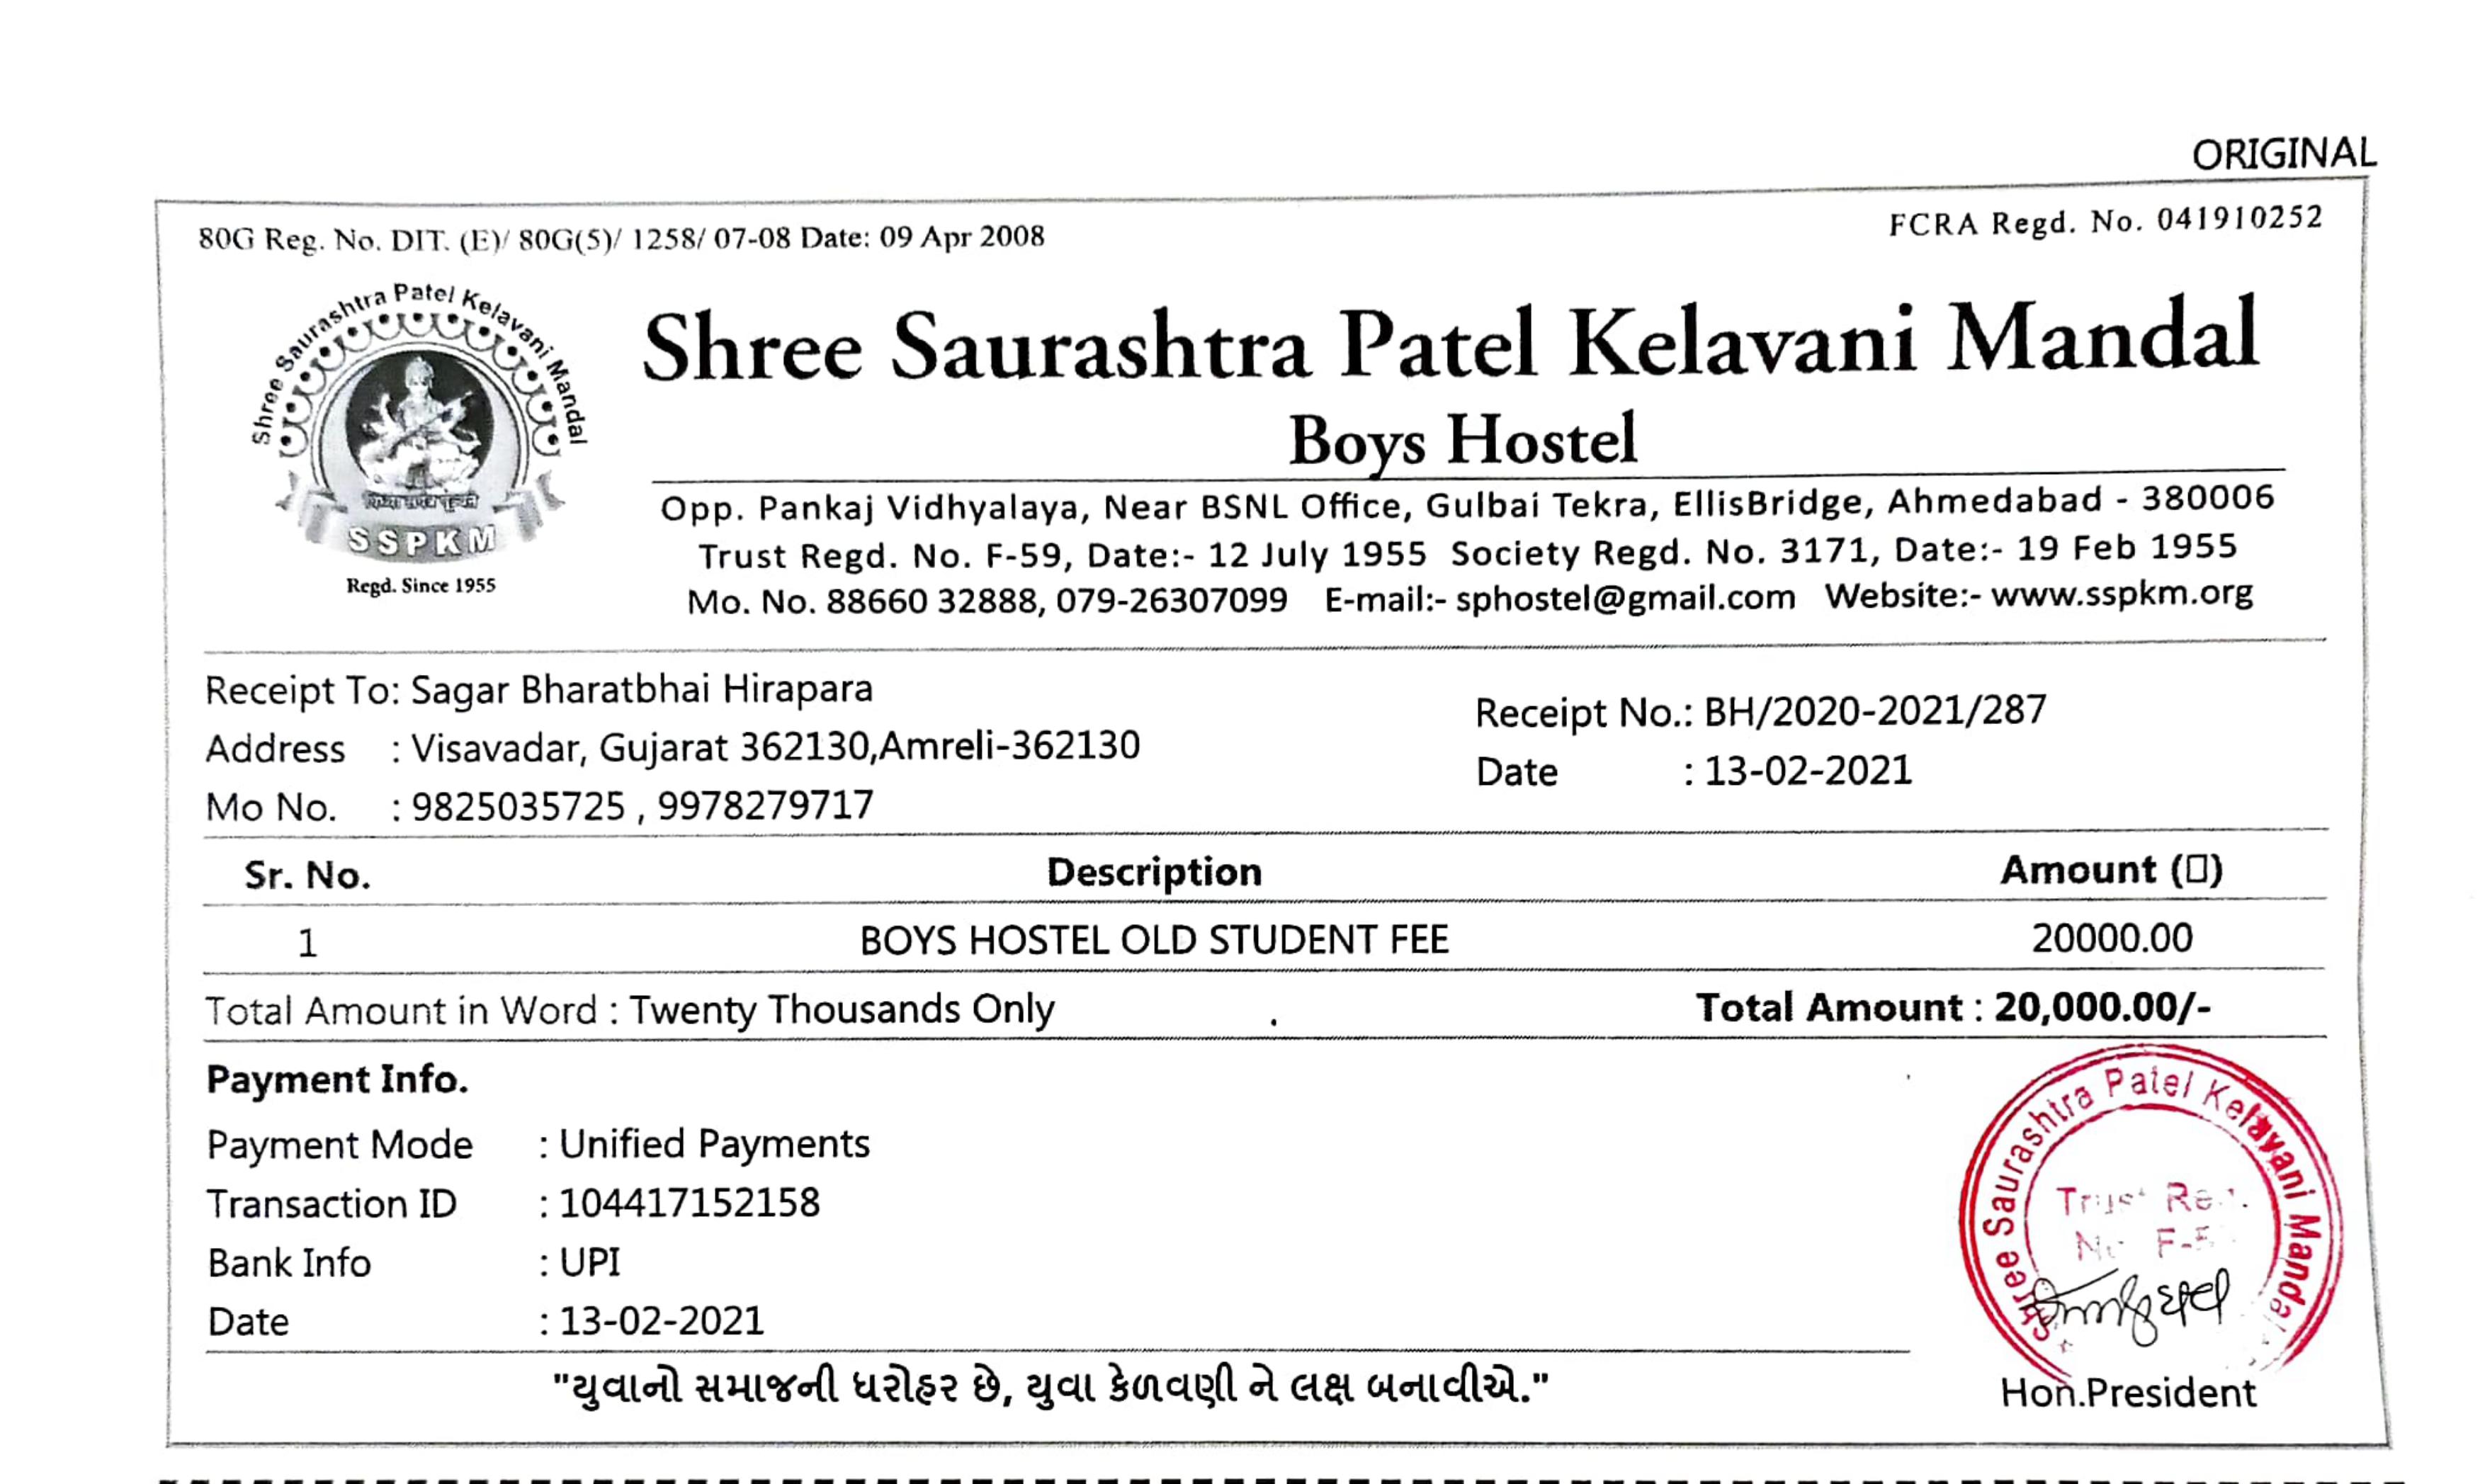 ORIGINAL
80G Reg. No. DIT. (E)/ 80G(5)/ 1258/ 07-08 Date: 09 Apr 2008
FCRA Regd. No. 041910252
Shree Saurashtra Patel Kelavani Mandal
SSPKM
Regd. Since 1955
Shree Saurashtra Patel Kelavani Mandal
Boys Hostel
Opp. Pankaj Vidhyalaya, Near BSNL Office, Gulbai Tekra, EllisBridge, Ahmedabad - 380006
Trust Regd. No. F-59, Date:- 12 July 1955 Society Regd. No. 3171, Date:- 19 Feb 1955
Mo. No. 88660 32888, 079-26307099 E-mail:- sphostel@gmail.com Website:- www.sspkm.org
Receipt To: Sagar Bharatbhai Hirapara
Address : Visavadar, Gujarat 362130,Amreli-362130
Mo No. : 9825035725 , 9978279717
Receipt No.: BH/2020-2021/287
Date : 13-02-2021
Sr. No. Description Amount (▯)
1 BOYS HOSTEL OLD STUDENT FEE 20000.00
Total Amount in Word : Twenty Thousands Only Total Amount : 20,000.00/-
Payment Info.
Payment Mode : Unified Payments
Transaction ID : 104417152158
Bank Info : UPI
Date : 13-02-2021
Shree Saurashtra Patel Kelavani Mandal
Trust
No F-5
Hon.President
"યુવાનો સમાજની ધરોહર છે, યુવા કેળવણી ને લક્ષ બનાવીએ."